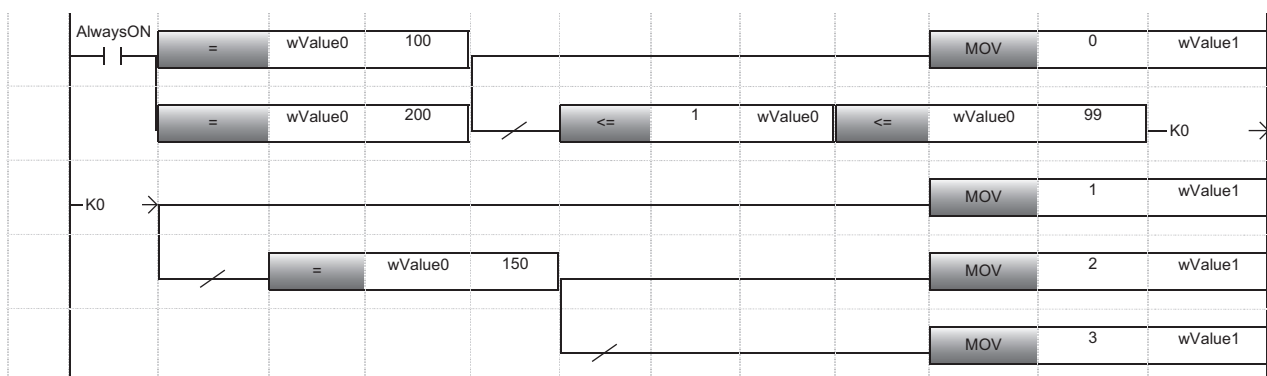 AlwaysON
= wValue0 100 MOV 0 wValue1
= wValue0 200 <= 1 wValue0 <= wValue0 99 K0
K0 MOV 1 wValue1
= wValue0 150 MOV 2 wValue1
MOV 3 wValue1